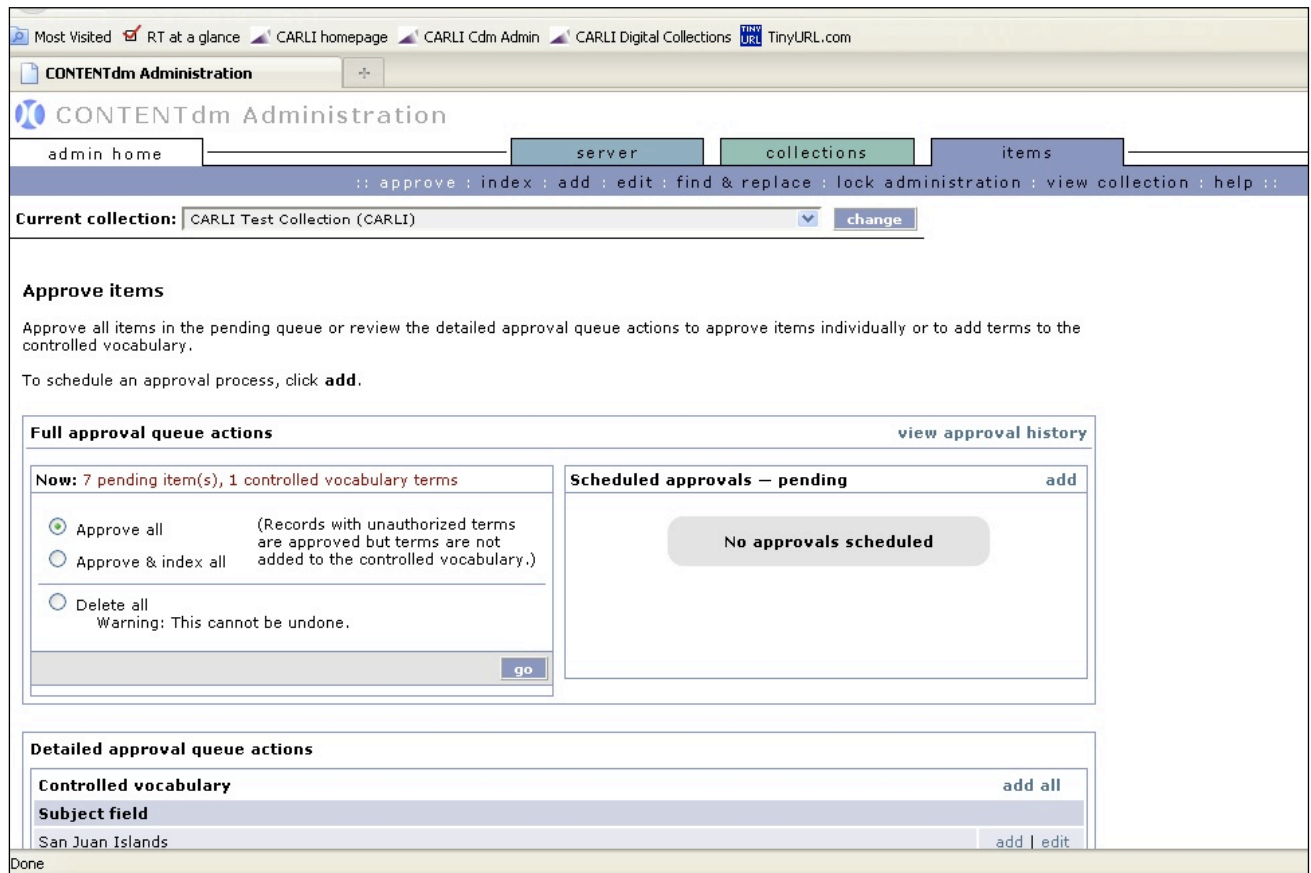 Most Visited RT at a glance CARLI homepage CARLI Cdm Admin CARLI Digital Collections TINY URL TinyURL.com
CONTENTdm Administration
CONTENTdm Administration
admin home server collections items
:: approve : index : add : edit : find & replace : lock administration : view collection : help ::
Current collection: CARLI Test Collection (CARLI) change
Approve items
Approve all items in the pending queue or review the detailed approval queue actions to approve items individually or to add terms to the
controlled vocabulary.
To schedule an approval process, click add.
Full approval queue actions view approval history
Now: 7 pending item(s), 1 controlled vocabulary terms
Approve all (Records with unauthorized terms
are approved but terms are not
Approve & index all added to the controlled vocabulary.)
Delete all
Warning: This cannot be undone.
go
Scheduled approvals — pending add
No approvals scheduled
Detailed approval queue actions
Controlled vocabulary add all
Subject field
San Juan Islands add | edit
Done